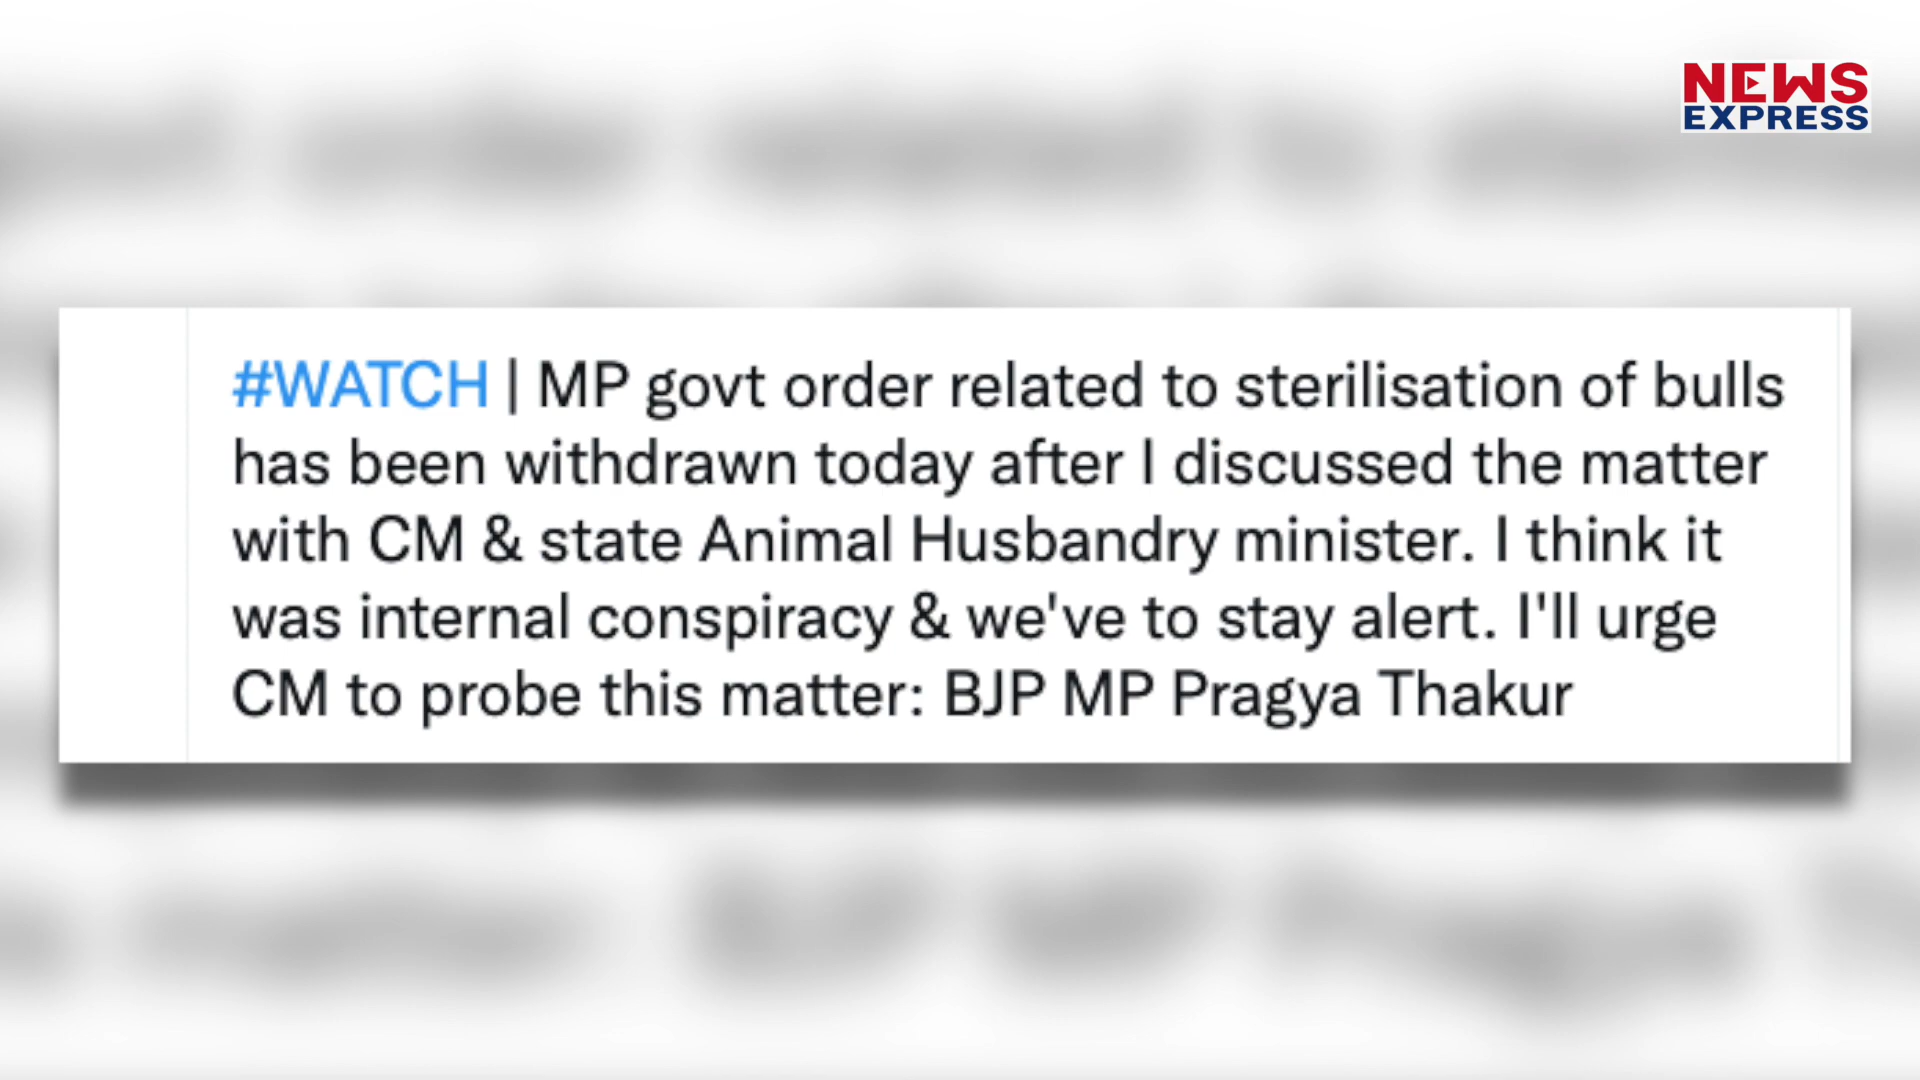 NEWS
EXPRESS
#WATCH | MP govt order related to sterilisation of bulls
has been withdrawn today after I discussed the matter
with CM & state Animal Husbandry minister. I think it
was internal conspiracy & we've to stay alert. I'll urge
CM to probe this matter: BJP MP Pragya Thakur